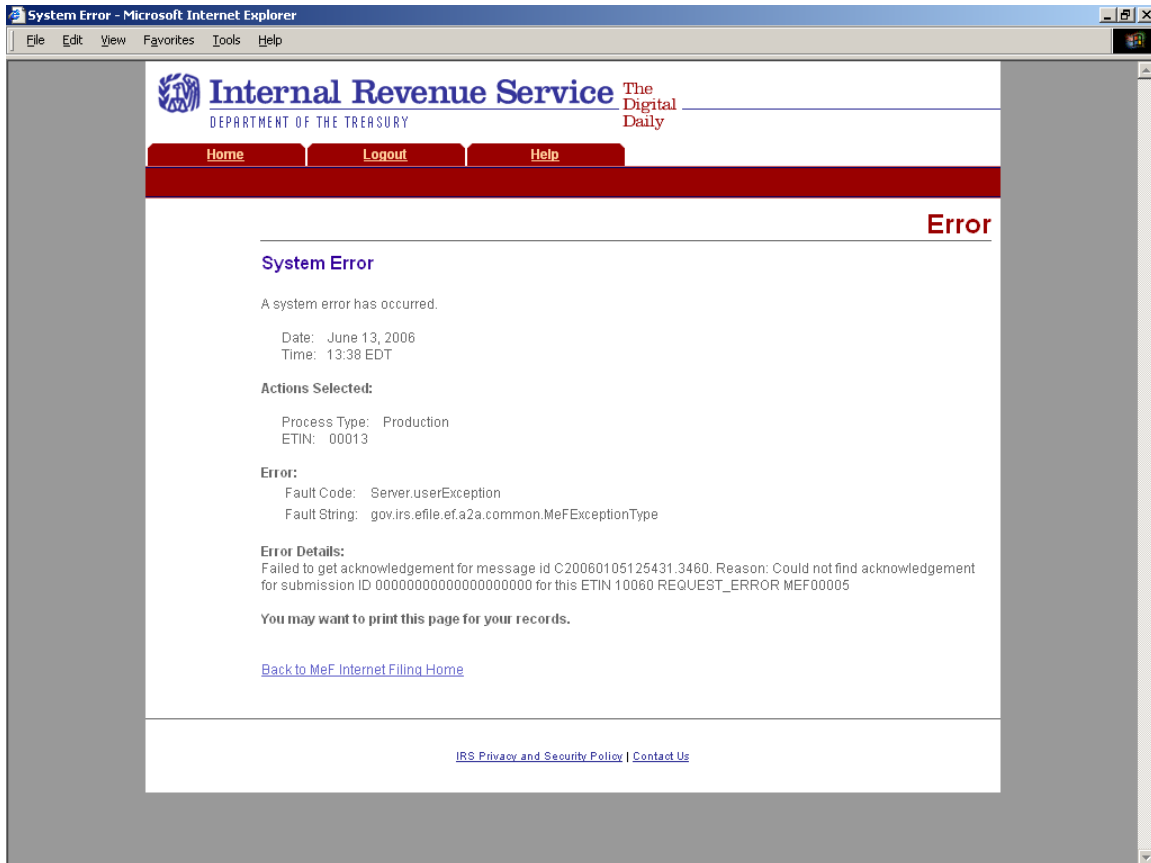 System Error - Microsoft Internet Explorer
File Edit View Favorites Tools Help
Internal Revenue Service
The
Digital
Daily
DEPARTMENT OF THE TREASURY
Home Logout Help
Error
System Error
A system error has occurred.
Date: June 13, 2006
Time: 13:38 EDT
Actions Selected:
Process Type: Production
ETIN: 00013
Error:
Fault Code: Server.userException
Fault String: gov.irs.efile.ef.a2a.common.MeFExceptionType
Error Details:
Failed to get acknowledgement for message id C20060105125431.3460. Reason: Could not find acknowledgement
for submission ID 00000000000000000000 for this ETIN 10060 REQUEST_ERROR MEF00005
You may want to print this page for your records.
Back to MeF Internet Filing Home
IRS Privacy and Security Policy | Contact Us